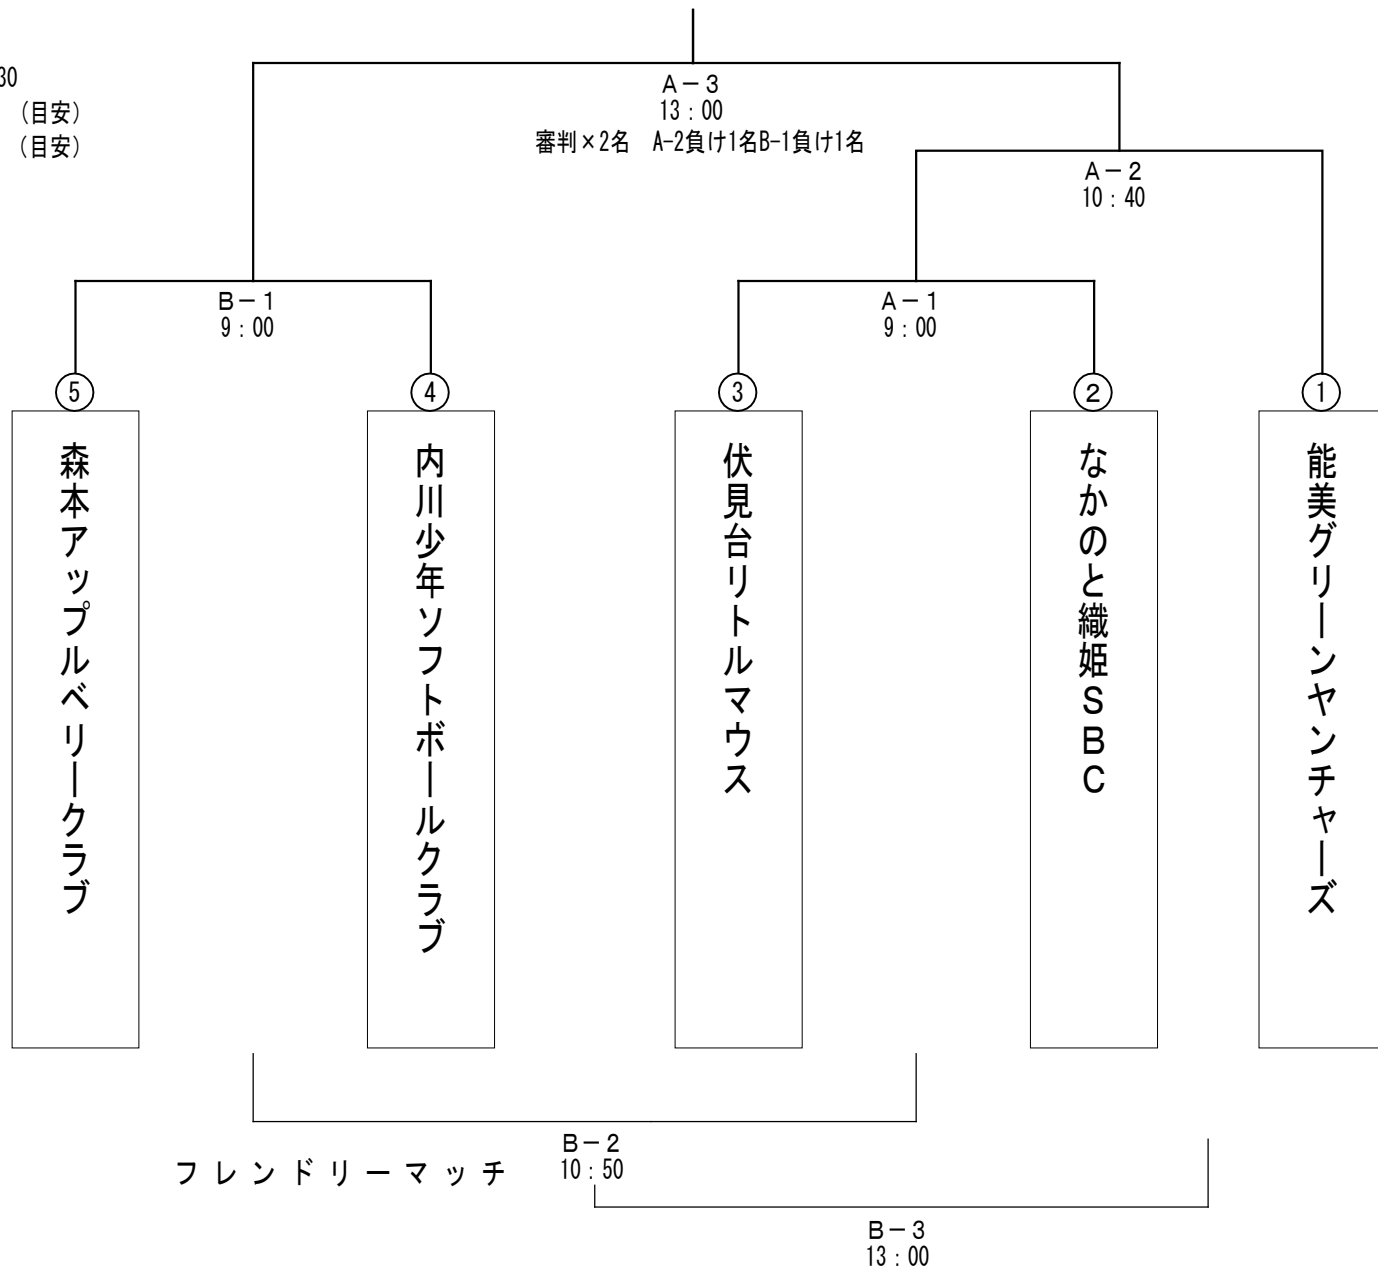 30
（目安）
（目安）
A－3
13：00
審判×2名　A-2負け1名B-1負け1名
A－2
10：40
B－1
9：00
A－1
9：00
⑤
④
③
②
①
森本アップルベリークラブ
内川少年ソフトボールクラブ
伏見台リトルマウス
なかのと織姫ＳＢＣ
能美グリーンヤンチャーズ
B－2
10：50
フレンドリーマッチ
B－3
13：00